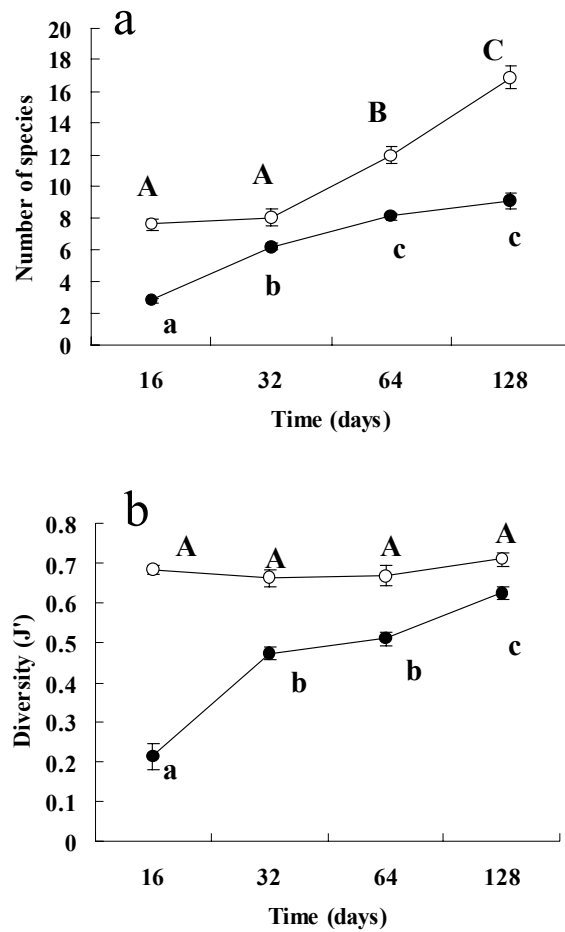 a
Number of species
20
18
16
14
12
10
8
6
4
2
0
A
A
B
C
a
b
c
c
16 32 64 128
Time (days)
b
Diversity (J')
0.8
0.7
0.6
0.5
0.4
0.3
0.2
0.1
0
A
A
A
A
a
b
b
c
16 32 64 128
Time (days)